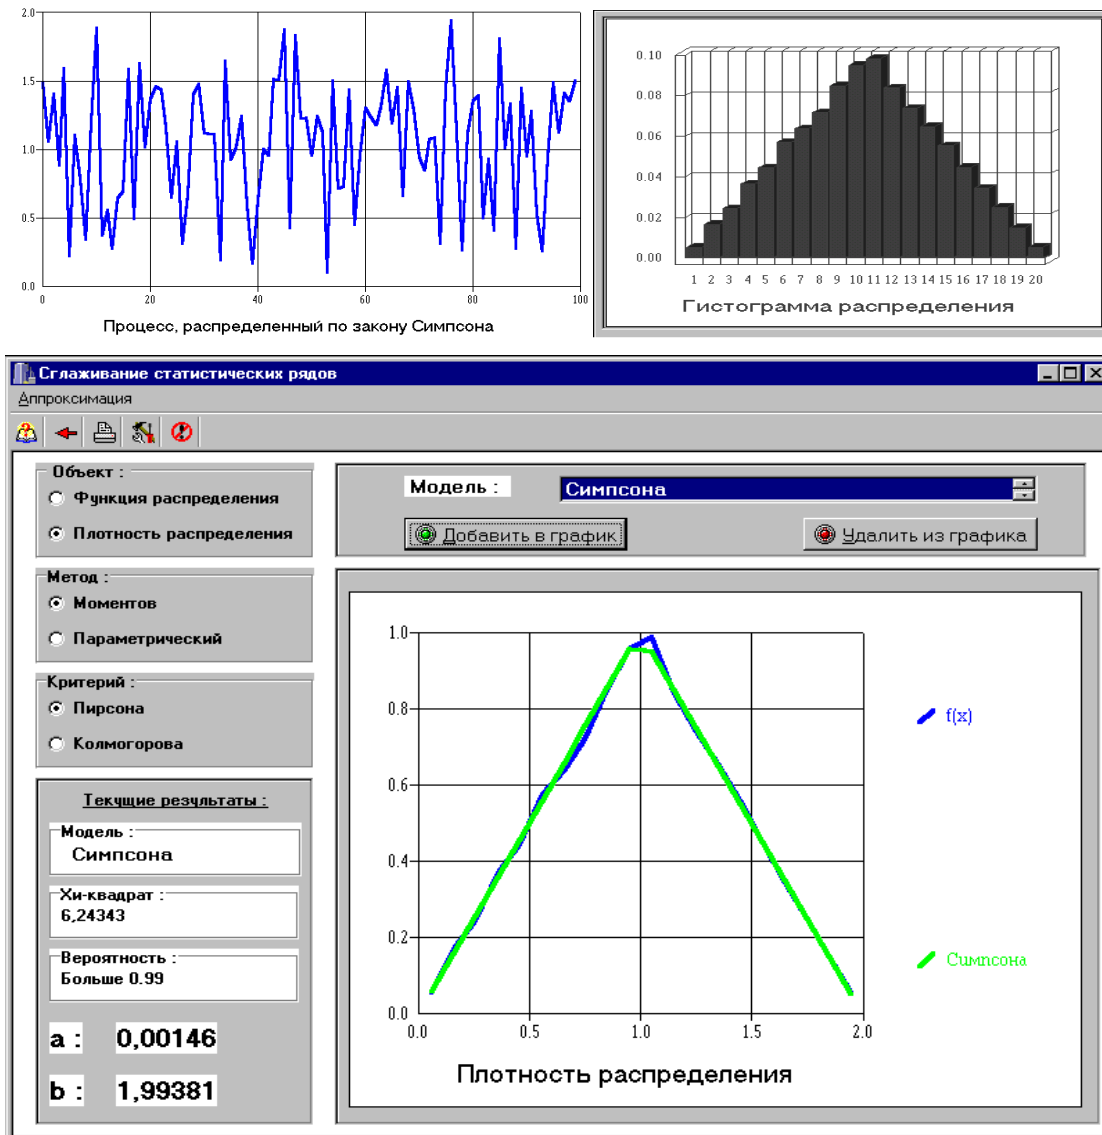 2.0
1.5
1.0
0.5
0.0
0 20 40 60 80 100
Процесс, распределенный по закону Симпсона
0.10
0.08
0.06
0.04
0.02
0.00
1 2 3 4 5 6 7 8 9 10 11 12 13 14 15 16 17 18 19 20
Гистограмма распределения
Сглаживание статистических рядов
Аппроксимация
Объект :
Функция распределения
Плотность распределения
Метод :
Моментов
Параметрический
Критерий :
Пирсона
Колмогорова
Текущие результаты :
Модель :
Симпсона
Хи-квадрат :
6,24343
Вероятность :
Больше 0.99
a : 0,00146
b : 1,99381
Модель : Симпсона
Добавить в график Удалить из графика
1.0
0.8
0.6
0.4
0.2
0.0
0.0 0.5 1.0 1.5 2.0
f(x)
Симпсона
Плотность распределения